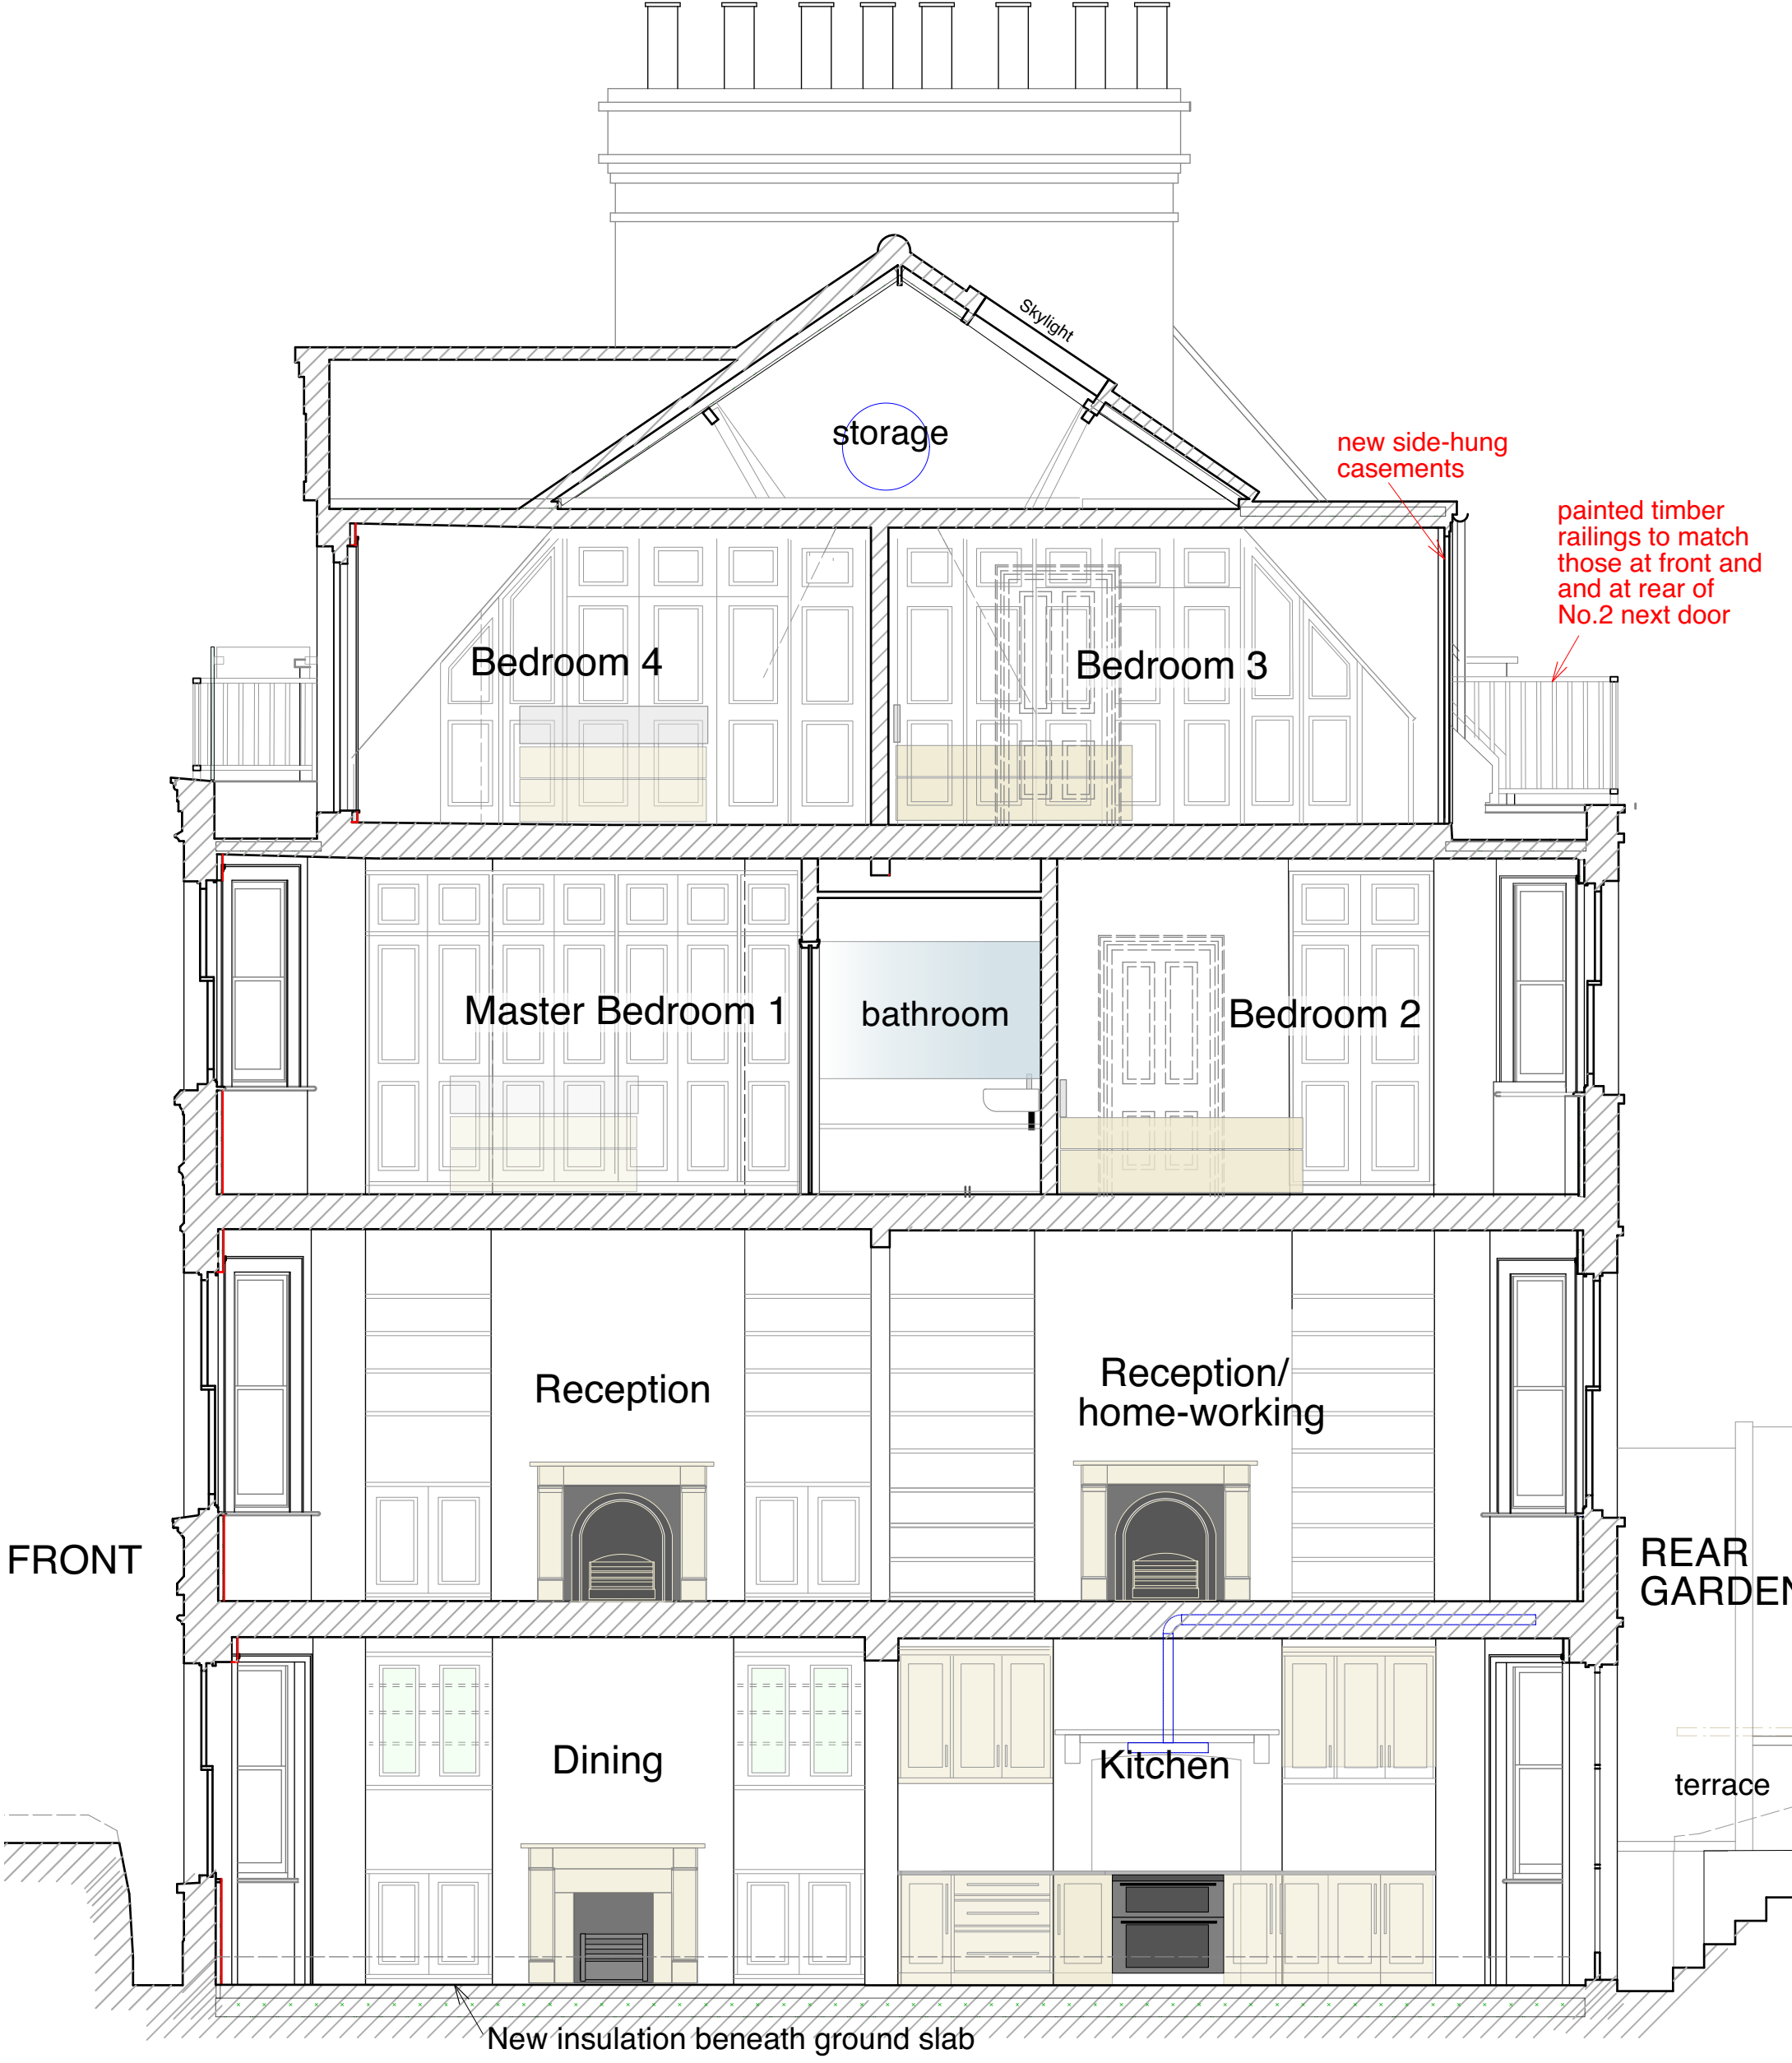 Skylight
storage
new side-hung
casements
painted timber
railings to match
those at front and
and at rear of
No.2 next door
Bedroom 4
Bedroom 3
Master Bedroom 1
bathroom
Bedroom 2
Reception
Reception/
home-working
FRONT
REAR
GARDEN
Dining
Kitchen
terrace
New insulation beneath ground slab